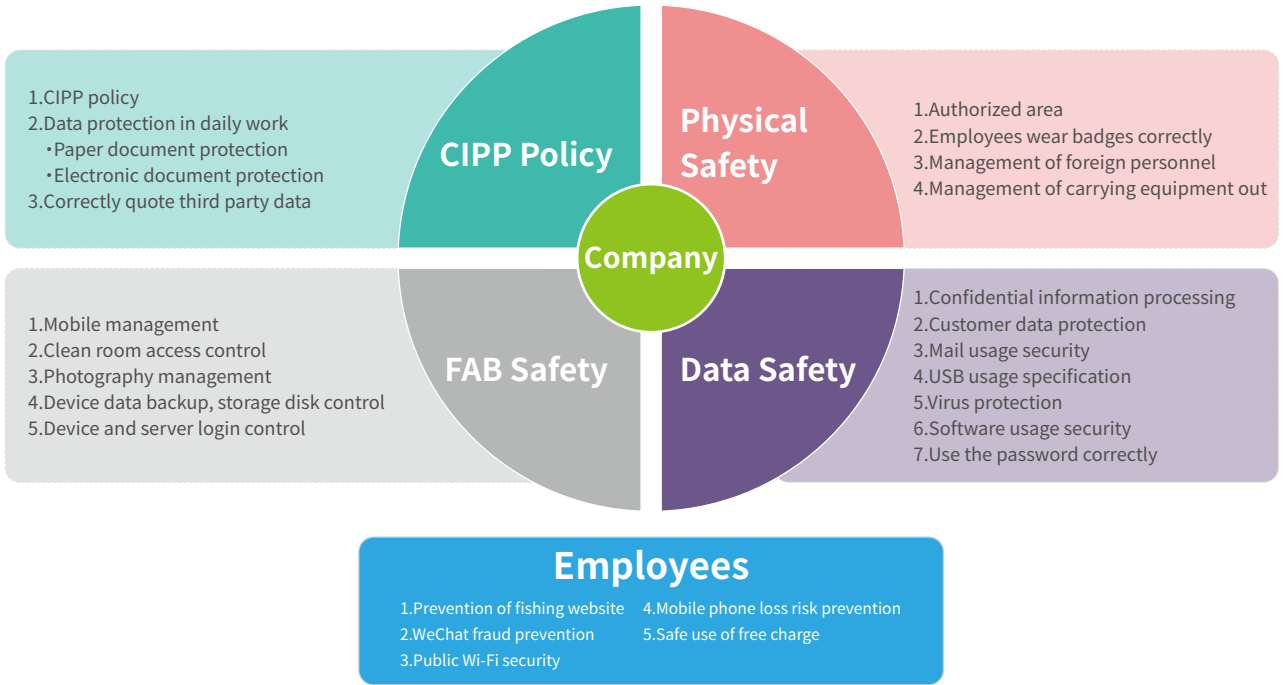 CIPP Policy
1.CIPP policy
2.Data protection in daily work
・Paper document protection
・Electronic document protection
3.Correctly quote third party data
Physical
Safety
1.Authorized area
2.Employees wear badges correctly
3.Management of foreign personnel
4.Management of carrying equipment out
Company
FAB Safety
1.Mobile management
2.Clean room access control
3.Photography management
4.Device data backup, storage disk control
5.Device and server login control
Data Safety
1.Confidential information processing
2.Customer data protection
3.Mail usage security
4.USB usage specification
5.Virus protection
6.Software usage security
7.Use the password correctly
Employees
1.Prevention of fishing website
2.WeChat fraud prevention
3.Public Wi-Fi security
4.Mobile phone loss risk prevention
5.Safe use of free charge